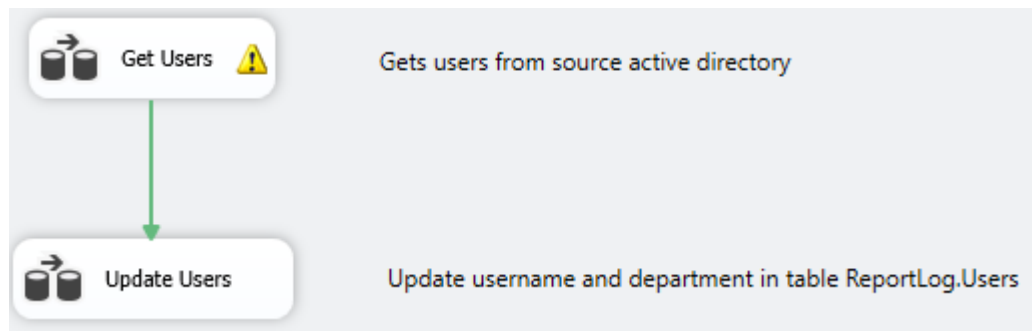 Get Users
Gets users from source active directory
Update Users
Update username and department in table ReportLog.Users